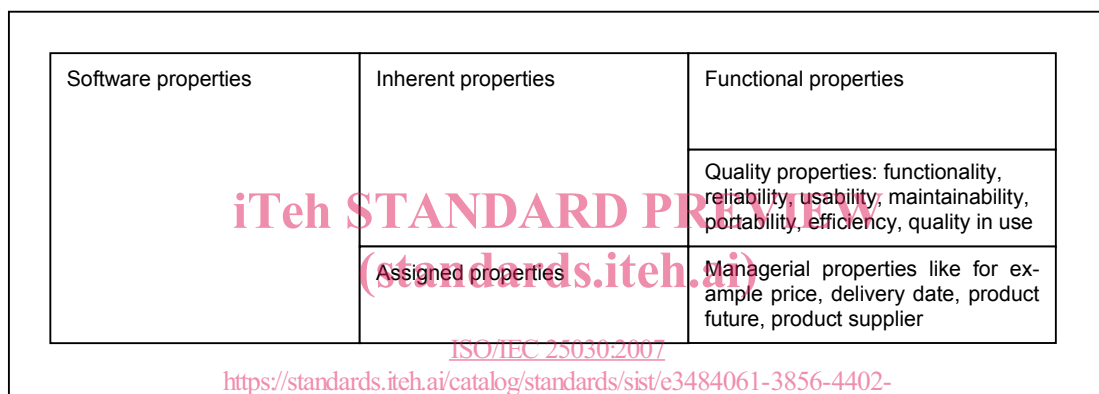 Software properties
Inherent properties
Functional properties
Quality properties: functionality,
reliability, usability, maintainability,
portability, efficiency, quality in use
iTeh STANDARD PREVIEW
(standards.iteh.ai)
Assigned properties
Managerial properties like for ex-
ample price, delivery date, product
future, product supplier
ISO/IEC 25030:2007
https://standards.iteh.ai/catalog/standards/sist/e3484061-3856-4402-